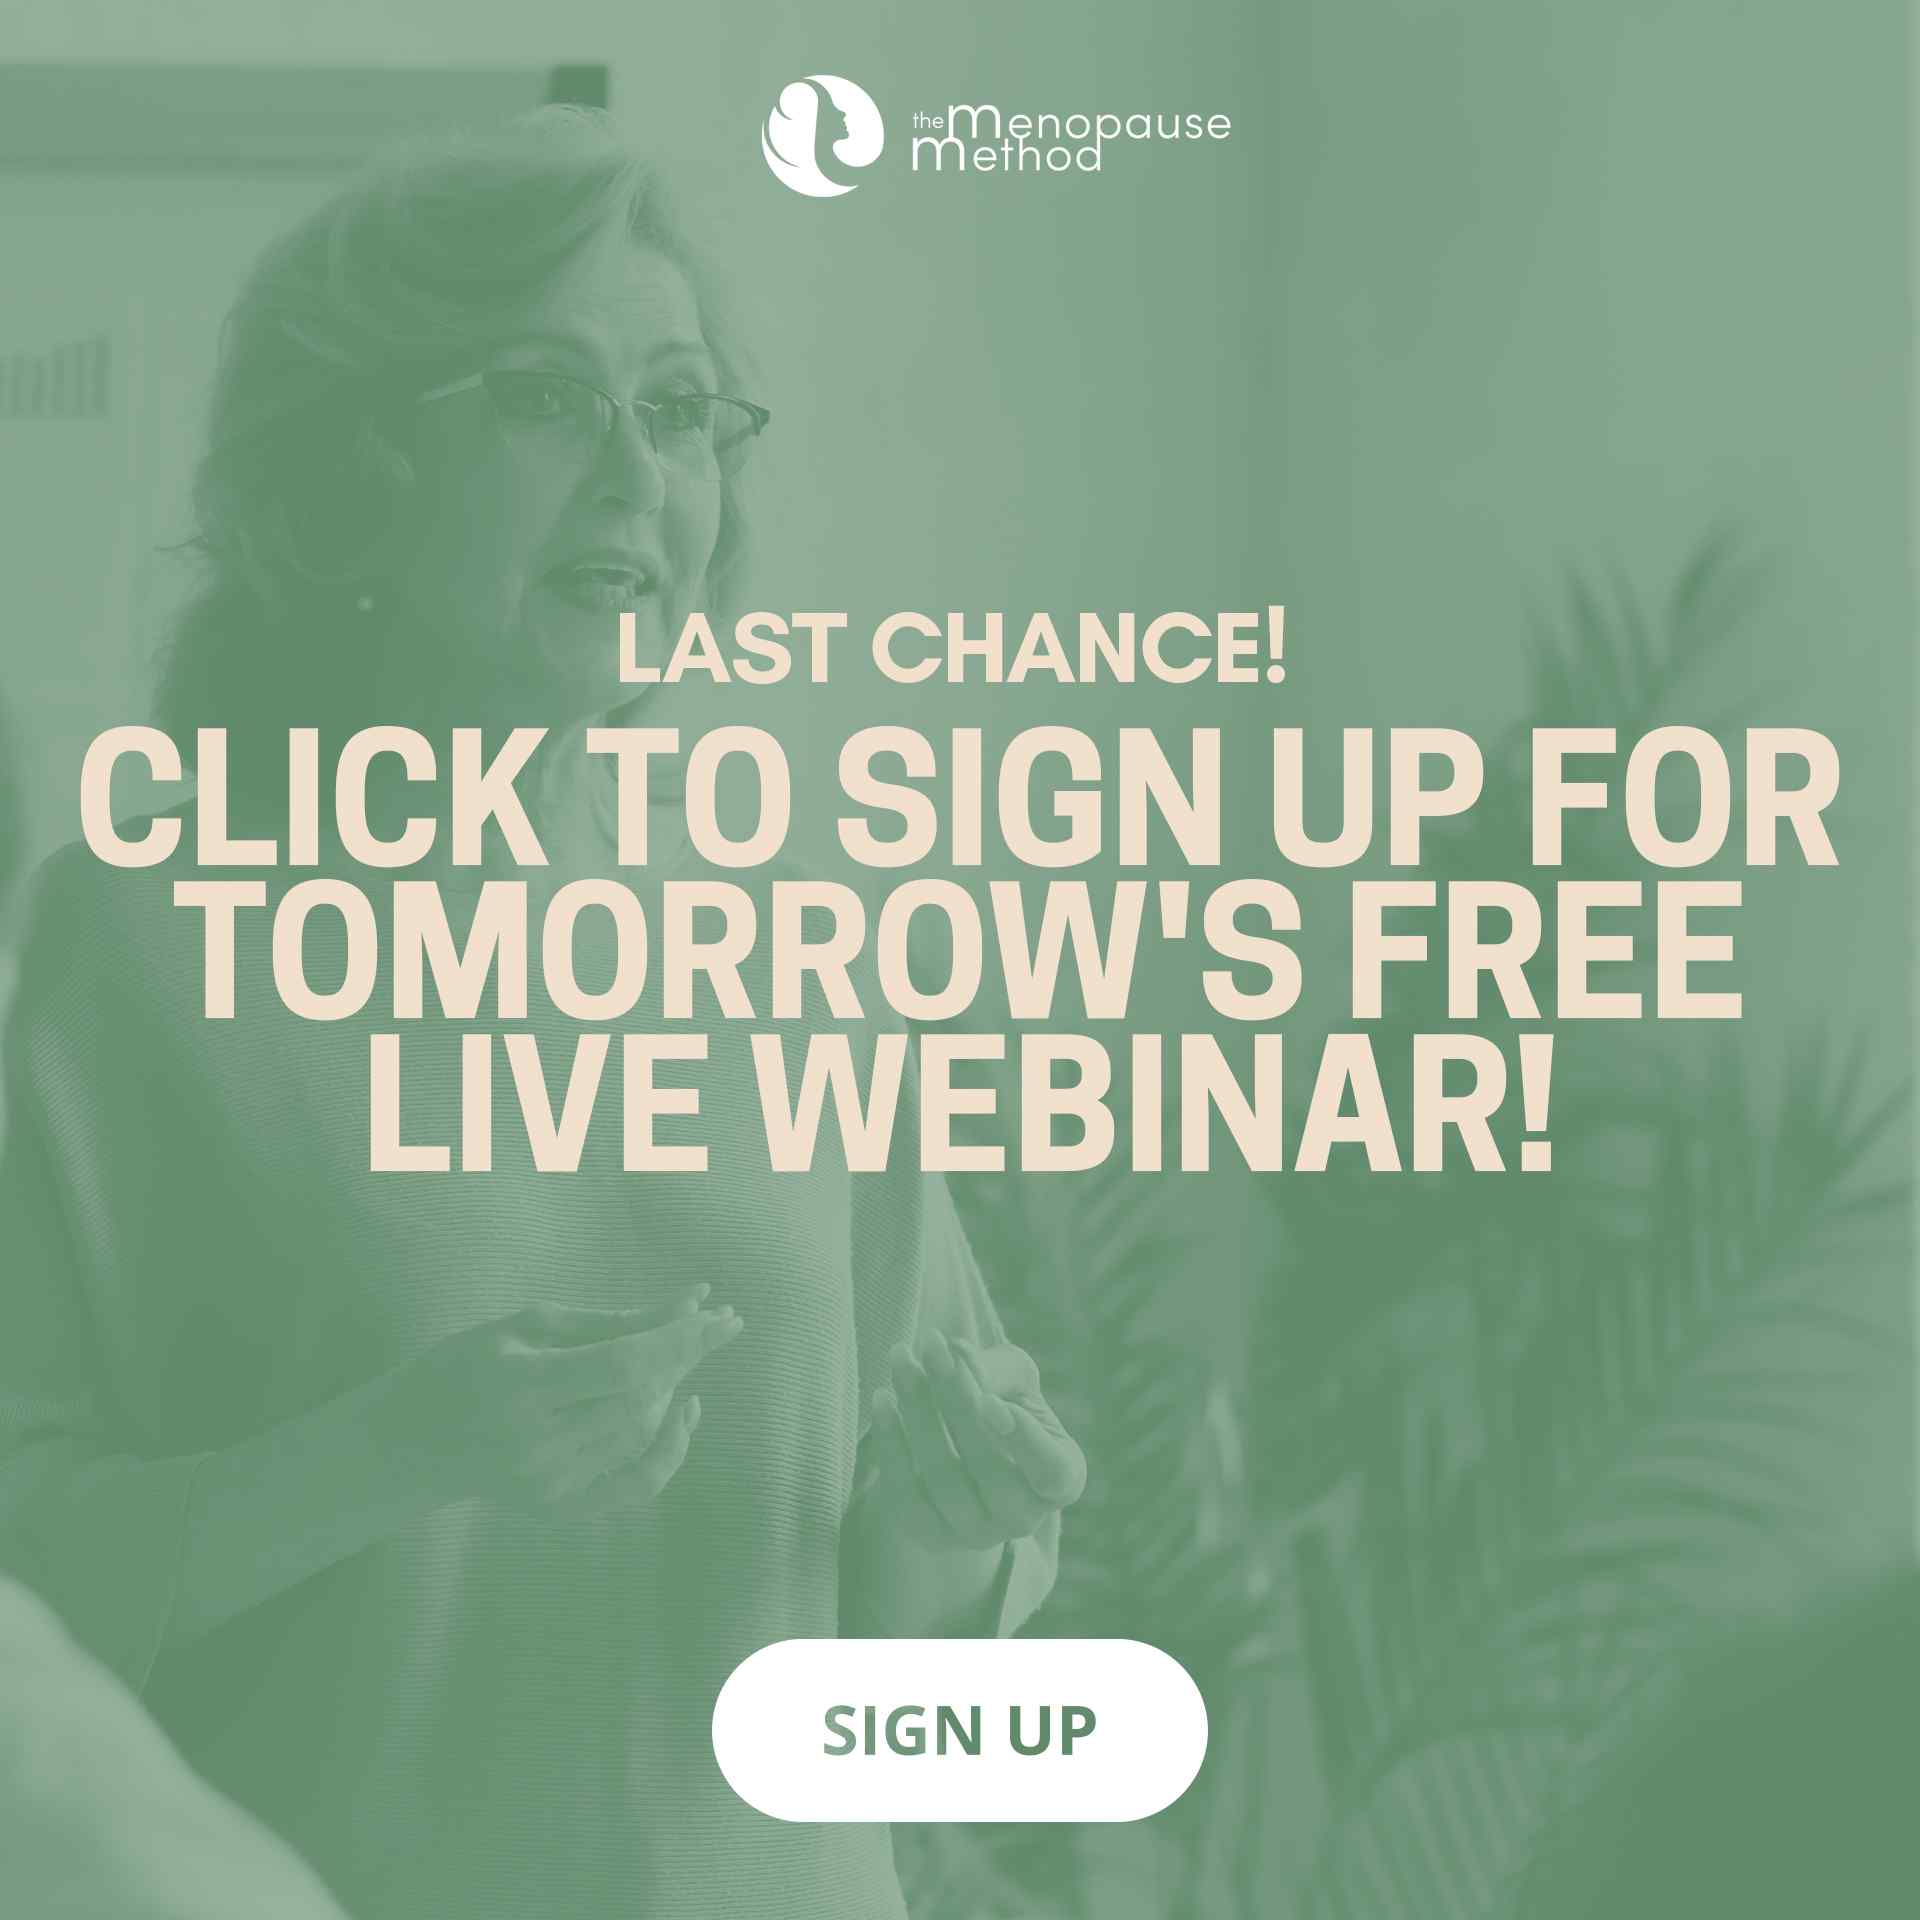 the Menopause
Method
LAST CHANCE!
CLICK TO SIGN UP FOR
TOMORROW'S FREE
LIVE WEBINAR!
SIGN UP